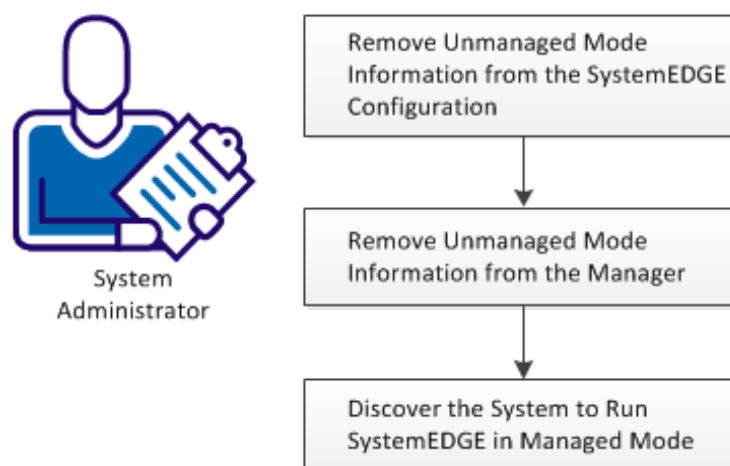 Remove Unmanaged Mode
Information from the SystemEDGE
Configuration
Remove Unmanaged Mode
Information from the Manager
System
Administrator
Discover the System to Run
SystemEDGE in Managed Mode